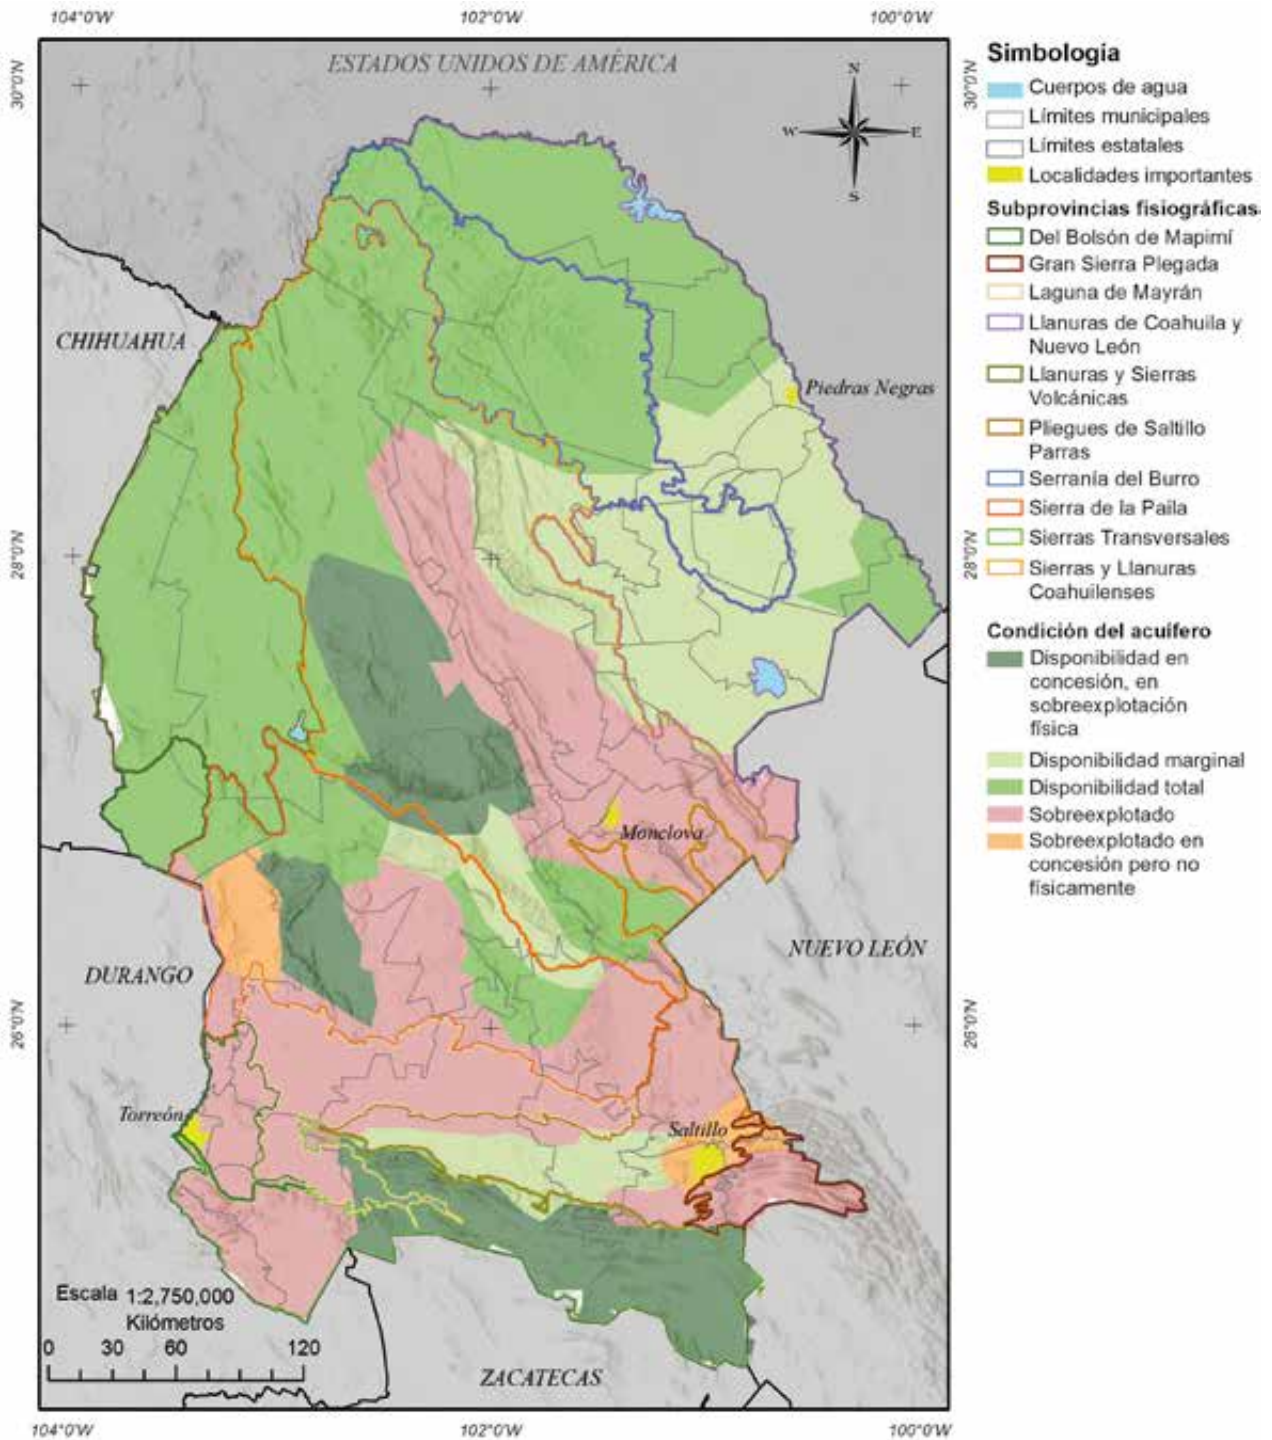 104°0'W 102°0'W 100°0'W
30°0'N
30°0'N
ESTADOS UNIDOS DE AMÉRICA
N
W E
S
CHIHUAHUA
Piedras Negras
28°0'N
28°0'N
Monclova
NUEVO LEÓN
DURANGO
26°0'N
26°0'N
Torreón
Saltillo
Escala 1:2,750,000
Kilómetros
0 30 60 120
ZACATECAS
104°0'W 102°0'W 100°0'W
Simbología
Cuerpos de agua
Límites municipales
Límites estatales
Localidades importantes
Subprovincias fisiográficas
Del Bolsón de Mapimí
Gran Sierra Plegada
Laguna de Mayrán
Llanuras de Coahuila y
Nuevo León
Llanuras y Sierras
Volcánicas
Pliegues de Saltillo
Parras
Serranía del Burro
Sierra de la Paila
Sierras Transversales
Sierras y Llanuras
Coahuilenses
Condición del acuífero
Disponibilidad en
concesión, en
sobreexplotación
física
Disponibilidad marginal
Disponibilidad total
Sobreexplotado
Sobreexplotado en
concesión pero no
físicamente